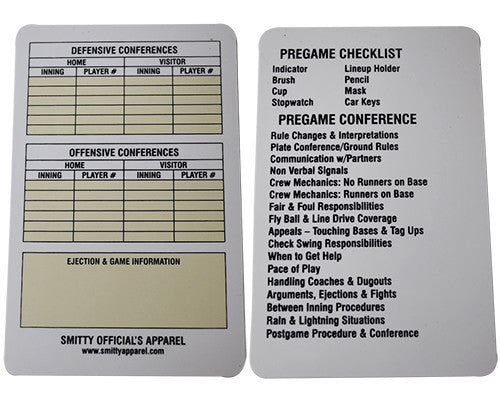 DEFENSIVE CONFERENCES
HOME VISITOR
INNING PLAYER # INNING PLAYER #
OFFENSIVE CONFERENCES
HOME VISITOR
INNING PLAYER # INNING PLAYER #
EJECTION & GAME INFORMATION
SMITTY OFFICIAL'S APPAREL
www.smittyapparel.com
PREGAME CHECKLIST
Indicator Lineup Holder
Brush Pencil
Cup Mask
Stopwatch Car Keys
PREGAME CONFERENCE
Rule Changes & Interpretations
Plate Conference/Ground Rules
Communication w/Partners
Non Verbal Signals
Crew Mechanics: No Runners on Base
Crew Mechanics: Runners on Base
Fair & Foul Responsibilities
Fly Ball & Line Drive Coverage
Appeals – Touching Bases & Tag Ups
Check Swing Responsibilities
When to Get Help
Pace of Play
Handling Coaches & Dugouts
Arguments, Ejections & Fights
Between Inning Procedures
Rain & Lightning Situations
Postgame Procedure & Conference